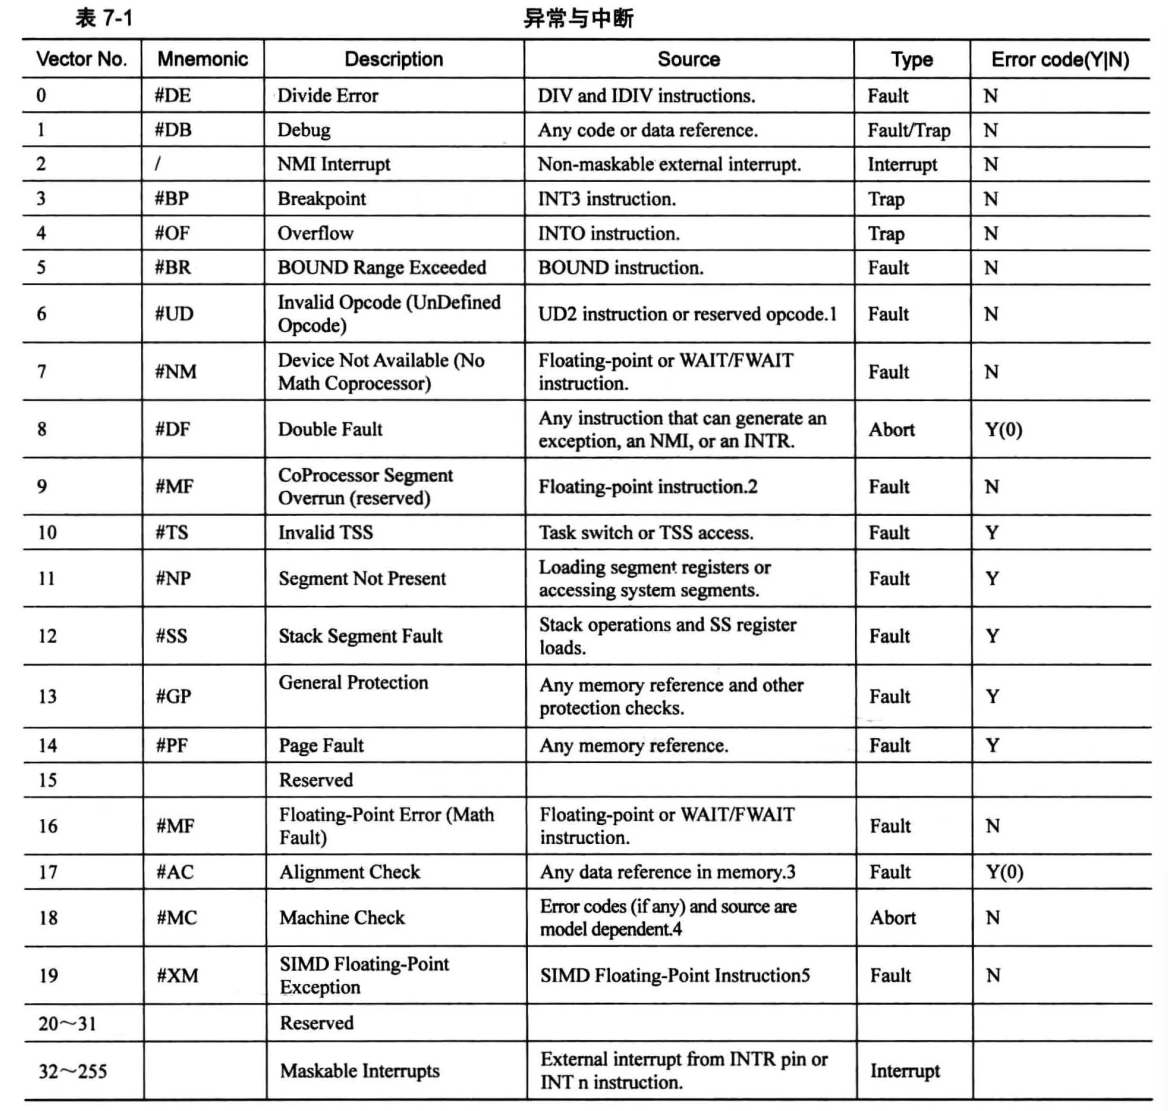 表 7-1 异常与中断
Vector No. Mnemonic Description Source Type Error code(Y|N)
0 #DE Divide Error DIV and IDIV instructions. Fault N
1 #DB Debug Any code or data reference. Fault/Trap N
2 / NMI Interrupt Non-maskable external interrupt. Interrupt N
3 #BP Breakpoint INT3 instruction. Trap N
4 #OF Overflow INTO instruction. Trap N
5 #BR BOUND Range Exceeded BOUND instruction. Fault N
6 #UD Invalid Opcode (UnDefined
Opcode) UD2 instruction or reserved opcode.1 Fault N
7 #NM Device Not Available (No
Math Coprocessor) Floating-point or WAIT/FWAIT
instruction. Fault N
8 #DF Double Fault Any instruction that can generate an
exception, an NMI, or an INTR. Abort Y(0)
9 #MF CoProcessor Segment
Overrun (reserved) Floating-point instruction.2 Fault N
10 #TS Invalid TSS Task switch or TSS access. Fault Y
11 #NP Segment Not Present Loading segment registers or
accessing system segments. Fault Y
12 #SS Stack Segment Fault Stack operations and SS register
loads. Fault Y
13 #GP General Protection Any memory reference and other
protection checks. Fault Y
14 #PF Page Fault Any memory reference. Fault Y
15 Reserved
16 #MF Floating-Point Error (Math
Fault) Floating-point or WAIT/FWAIT
instruction. Fault N
17 #AC Alignment Check Any data reference in memory.3 Fault Y(0)
18 #MC Machine Check Error codes (if any) and source are
model dependent.4 Abort N
19 #XM SIMD Floating-Point
Exception SIMD Floating-Point Instruction5 Fault N
20～31 Reserved
32～255 Maskable Interrupts External interrupt from INTR pin or
INT n instruction. Interrupt